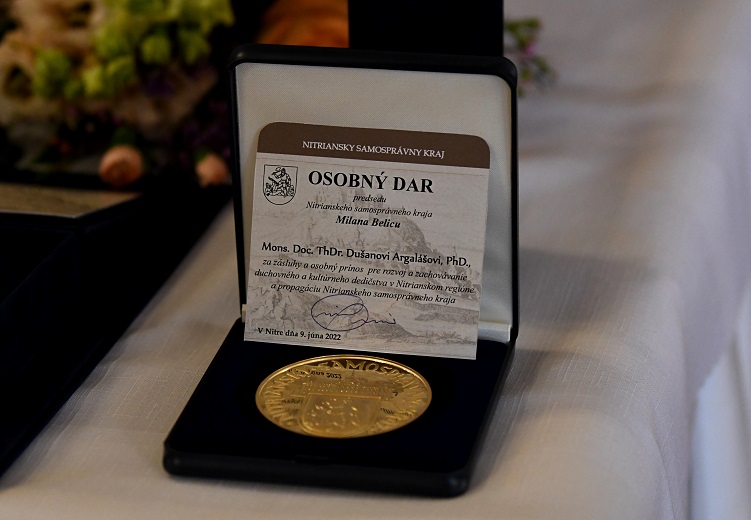 NITRIANSKY SAMOSPRÁVNY KRAJ
OSOBNÝ DAR
predsedu
Nitrianskeho samosprávneho kraja
Milana Belicu
Mons. Doc. ThDr. Dušanovi Argalášovi, PhD.,
za zásluhy a osobný prínos pre rozvoj a zachovávanie
duchovného a kultúrneho dedičstva v Nitrianskom regióne
a propagáciu Nitrianskeho samosprávneho kraja
V Nitre dňa 9. júna 2022
SAMOS